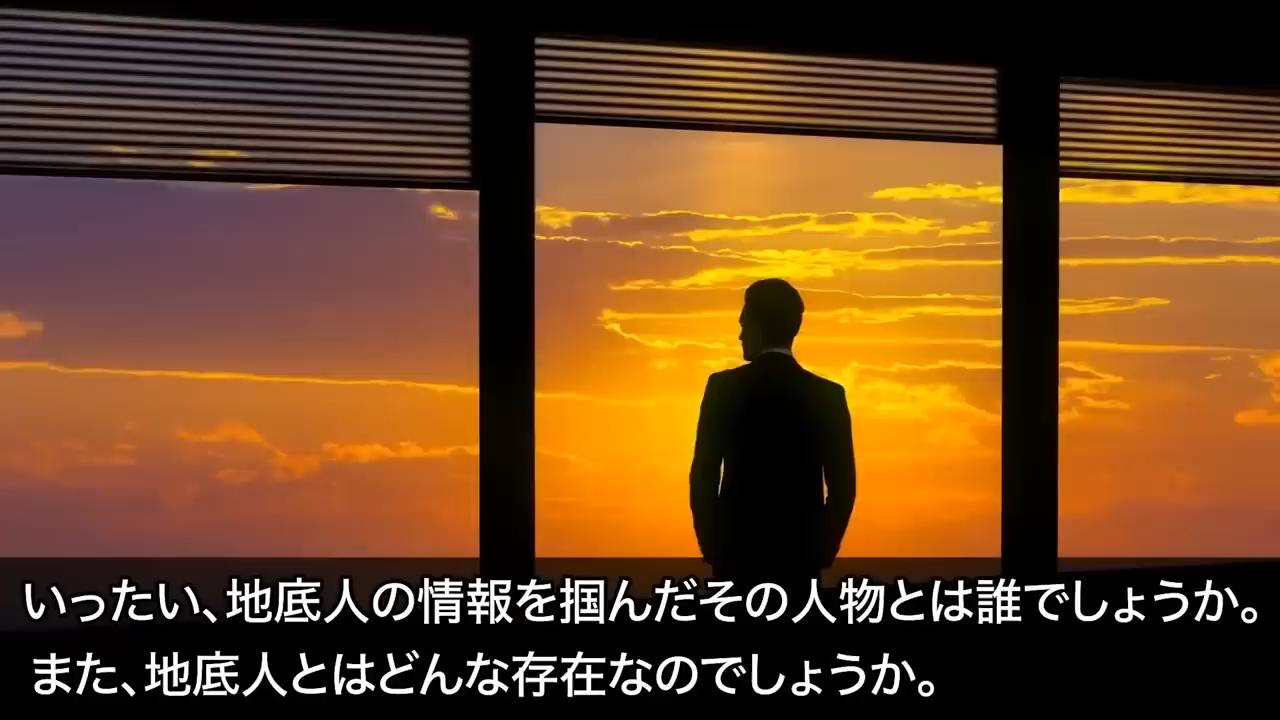 いったい、地底人の情報を掴んだその人物とは誰でしょうか。
また、地底人とはどんな存在なのでしょうか。